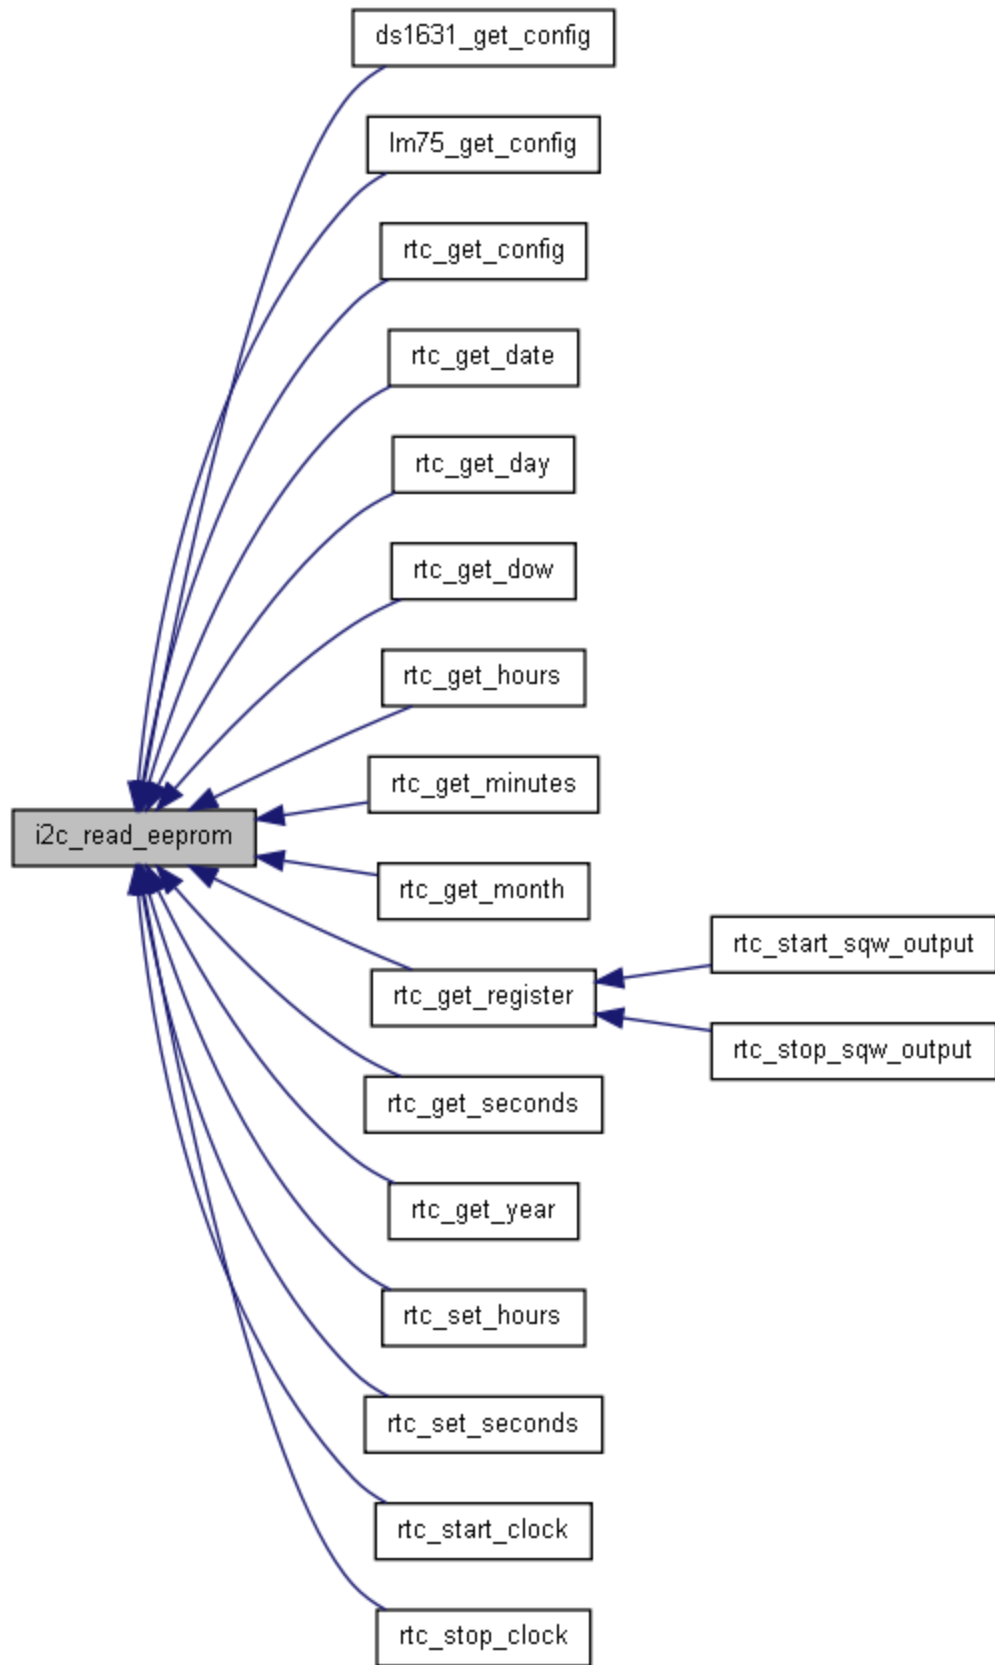 ds1631_get_config
lm75_get_config
rtc_get_config
rtc_get_date
rtc_get_day
rtc_get_dow
rtc_get_hours
rtc_get_minutes
i2c_read_eeprom
rtc_get_month
rtc_start_sqw_output
rtc_get_register
rtc_stop_sqw_output
rtc_get_seconds
rtc_get_year
rtc_set_hours
rtc_set_seconds
rtc_start_clock
rtc_stop_clock